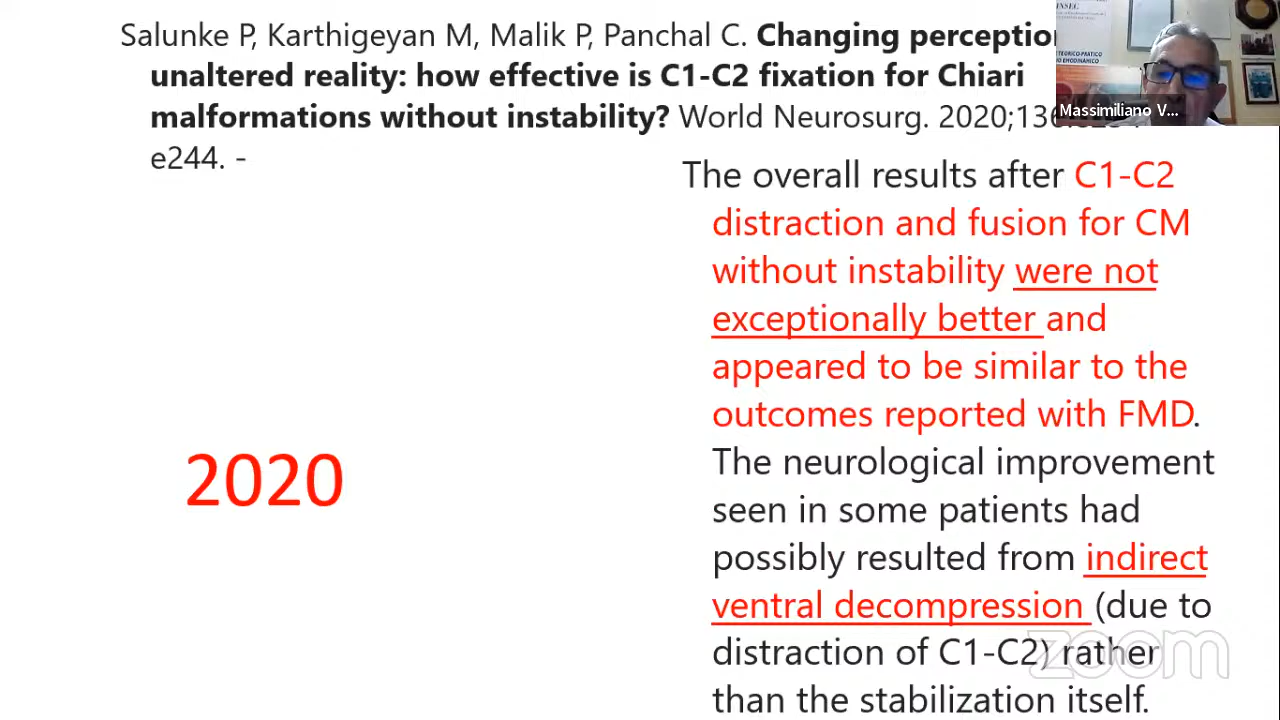 Salunke P, Karthigeyan M, Malik P, Panchal C. Changing perception
unaltered reality: how effective is C1-C2 fixation for Chiari
malformations without instability? World Neurosurg. 2020;136
e244. -
INSEC
Massimiliano V...
The overall results after C1-C2
distraction and fusion for CM
without instability were not
exceptionally better and
appeared to be similar to the
outcomes reported with FMD.
The neurological improvement
seen in some patients had
possibly resulted from indirect
ventral decompression (due to
distraction of C1-C2) rather
than the stabilization itself.
2020
zoom